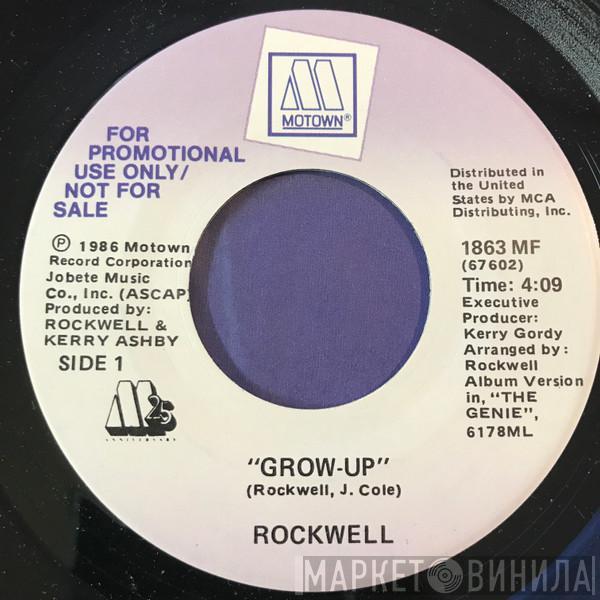 MOTOWN®
FOR
PROMOTIONAL
USE ONLY/
NOT FOR
SALE
℗ 1986 Motown
Record Corporation
Jobete Music
Co., Inc. (ASCAP)
Produced by:
ROCKWELL &
KERRY ASHBY
SIDE 1
M 25
ANNIVERSARY
Distributed in
the United
States by MCA
Distributing, Inc.
1863 MF
(67602)
Time: 4:09
Executive
Producer:
Kerry Gordy
Arranged by:
Rockwell
Album Version
in, "THE
GENIE",
6178ML
"GROW-UP"
(Rockwell, J. Cole)
ROCKWELL
МАРКЕТ ВИНИЛА